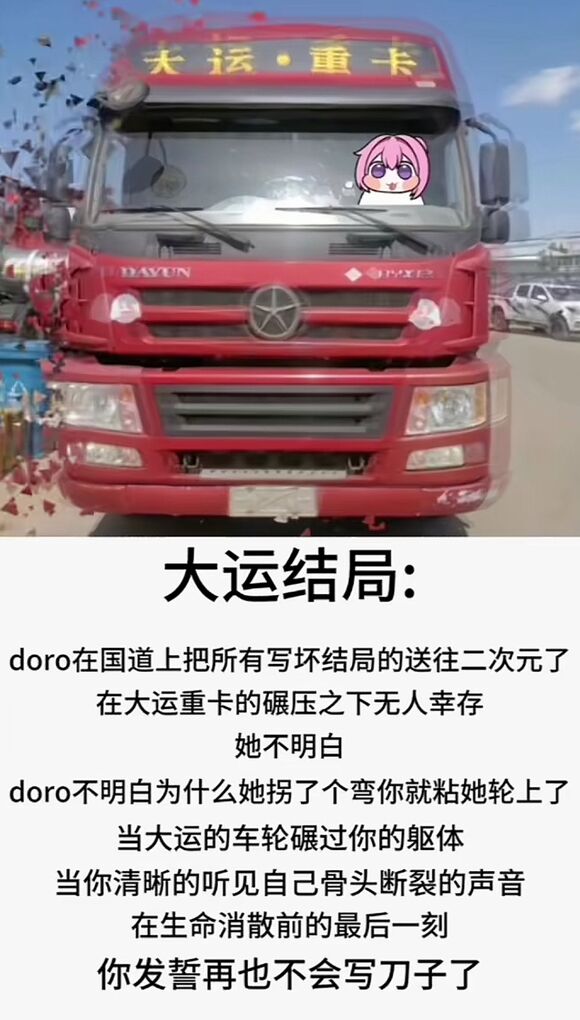 大运·重卡
DAYUN
大运结局:
doro在国道上把所有写坏结局的送往二次元了
在大运重卡的碾压之下无人幸存
她不明白
doro不明白为什么她拐了个弯你就粘她轮上了
当大运的车轮碾过你的躯体
当你清晰的听见自己骨头断裂的声音
在生命消散前的最后一刻
你发誓再也不会写刀子了